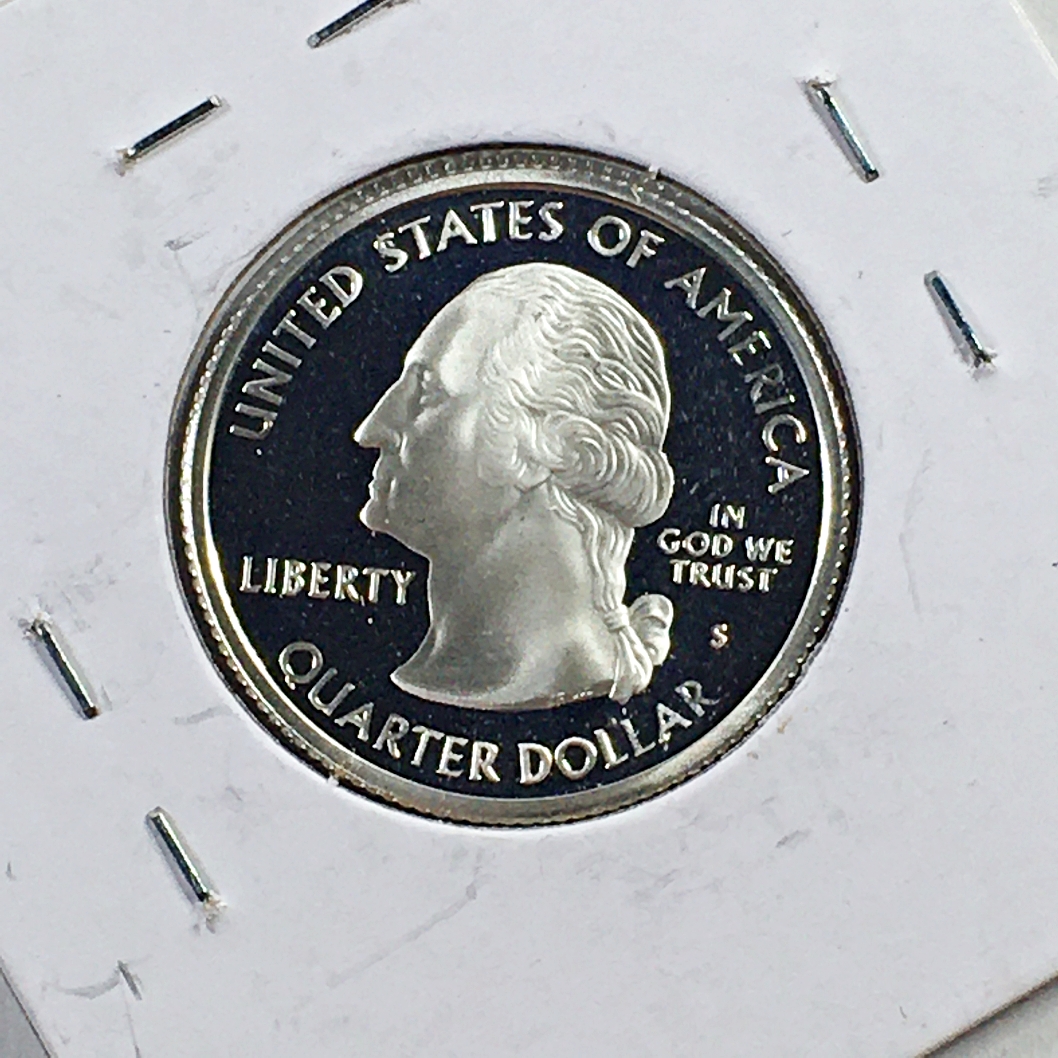 UNITED STATES OF AMERICA
LIBERTY
IN
GOD WE
TRUST
S
QUARTER DOLLAR